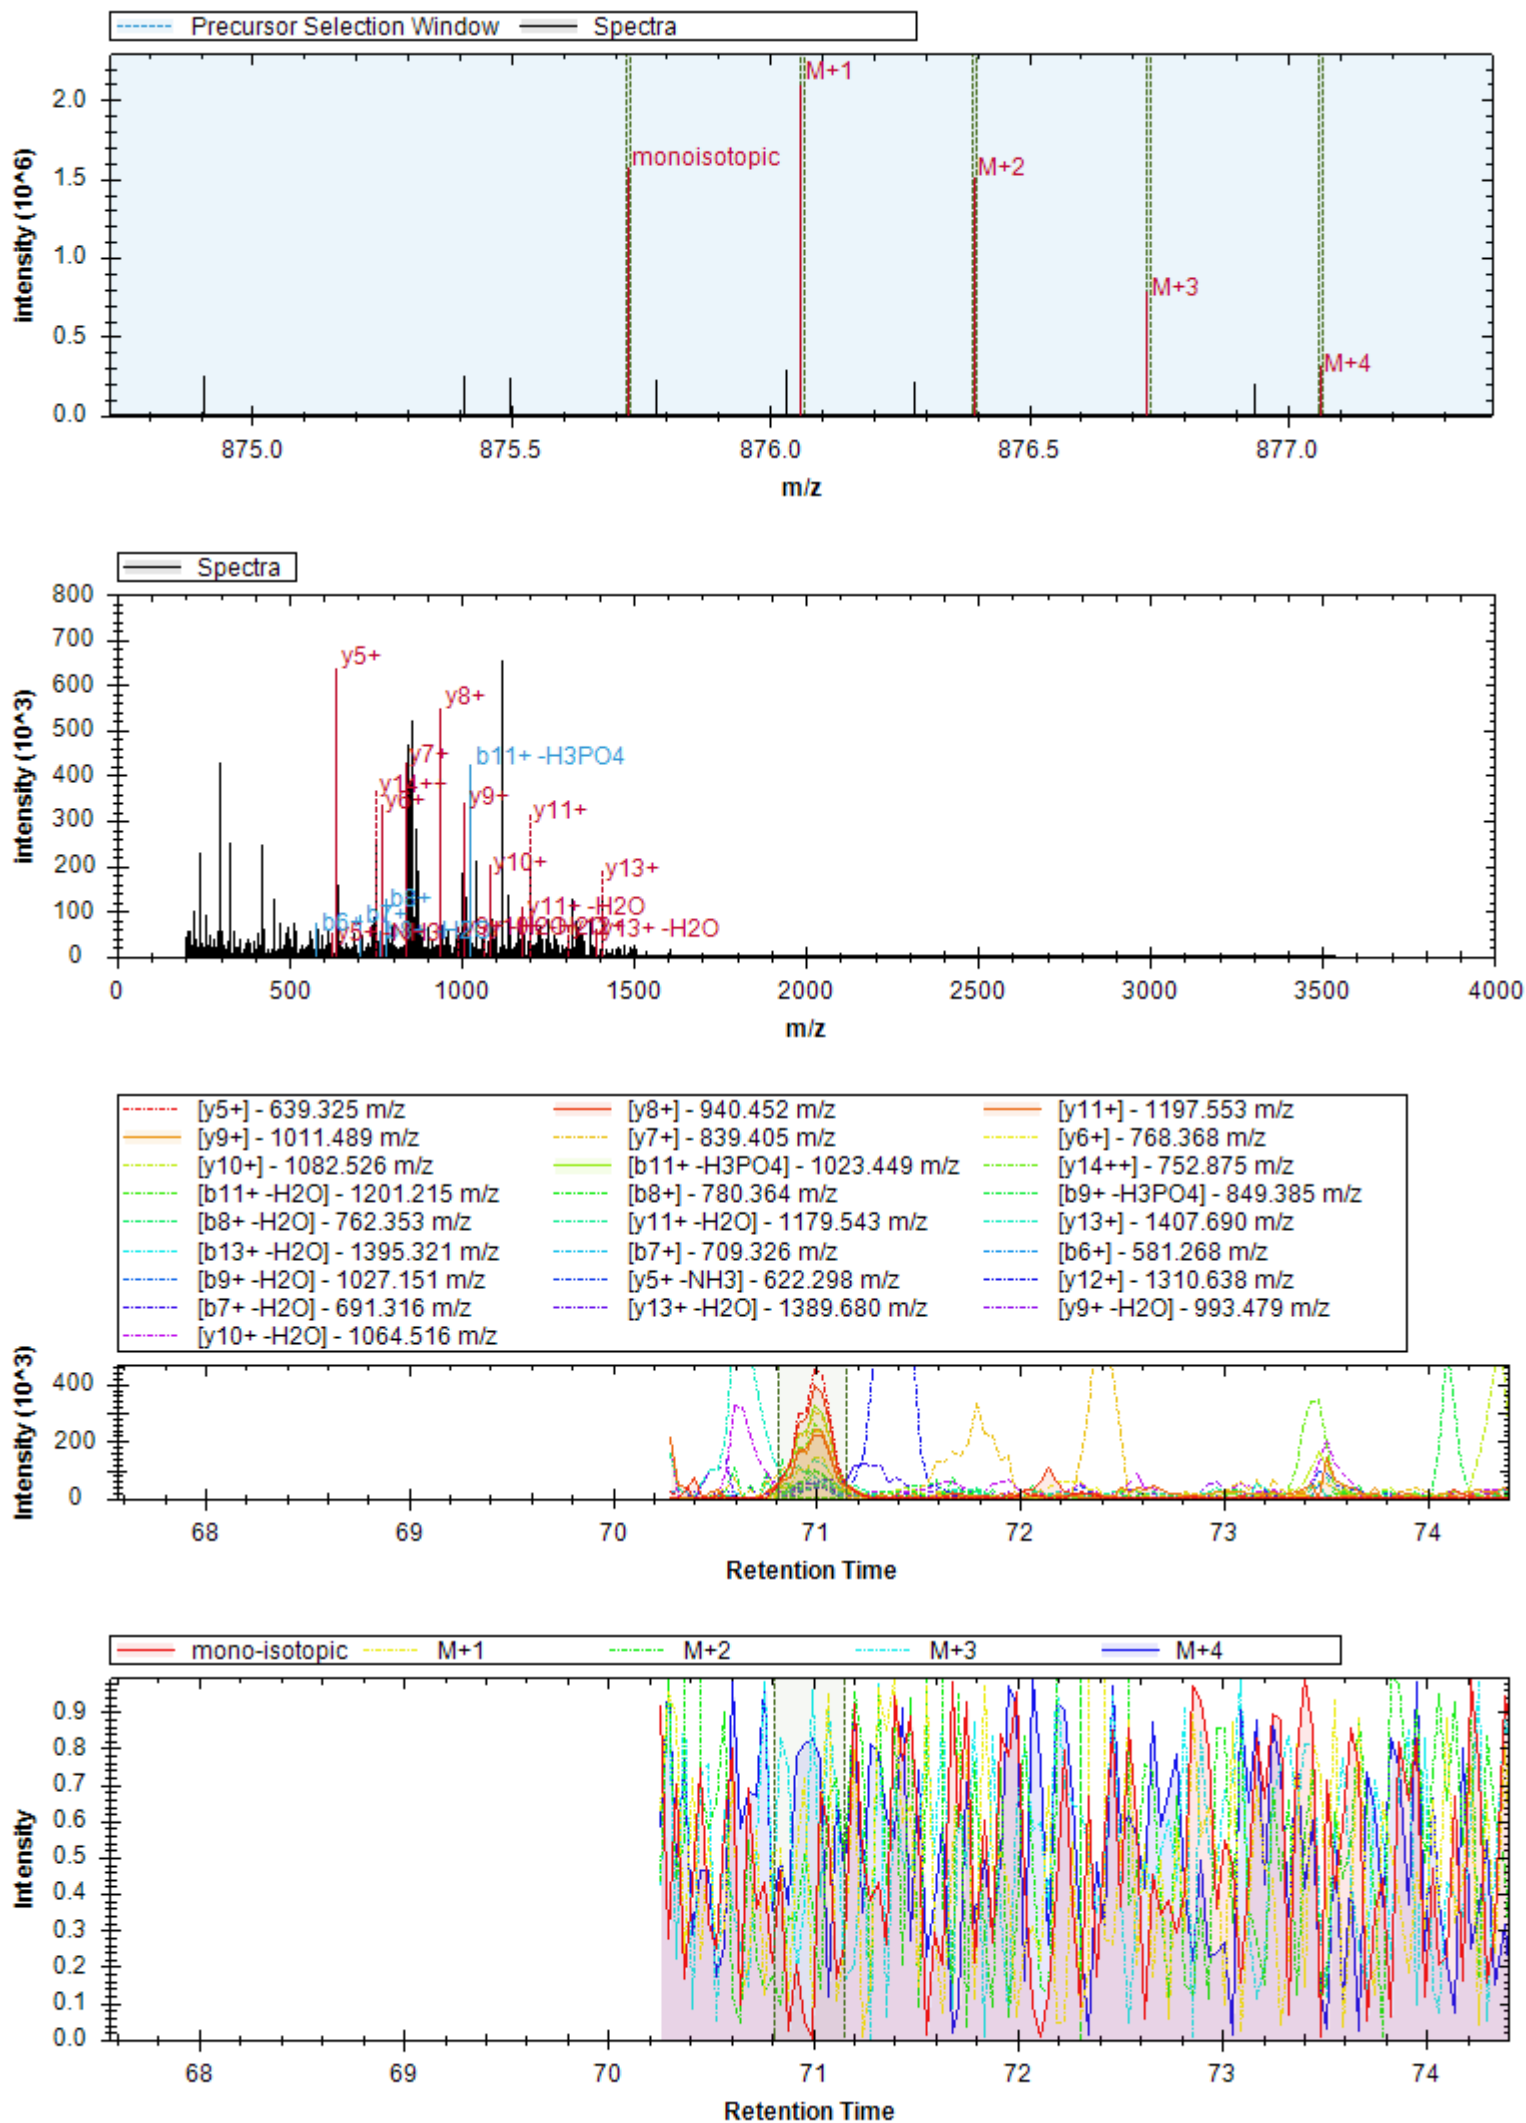 Precursor Selection Window Spectra
M+1
2.0
monoisotopic
M+2
1.5
1.0
M+3
0.5
M+4
0.0
875.0 875.5 876.0 876.5 877.0
intensity (10^6)
m/z
Spectra
800
700
y5+
600
y8+
500
y7+
b11+ -H3PO4
400
y14++
y6+
y9+
y11+
300
200
y10+
y13+
b8+
100
b6+
y11+ -H2O
y13+ -H2O
0
0 500 1000 1500 2000 2500 3000 3500 4000
intensity (10^3)
m/z
[y5+] - 639.325 m/z [y8+] - 940.452 m/z [y11+] - 1197.553 m/z
[y9+] - 1011.489 m/z [y7+] - 839.405 m/z [y6+] - 768.368 m/z
[y10+] - 1082.526 m/z [b11+ -H3PO4] - 1023.449 m/z [y14++] - 752.875 m/z
[b11+ -H2O] - 1201.215 m/z [b8+] - 780.364 m/z [b9+ -H3PO4] - 849.385 m/z
[b8+ -H2O] - 762.353 m/z [y11+ -H2O] - 1179.543 m/z [y13+] - 1407.690 m/z
[b13+ -H2O] - 1395.321 m/z [b7+] - 709.326 m/z [b6+] - 581.268 m/z
[b9+ -H2O] - 1027.151 m/z [y5+ -NH3] - 622.298 m/z [y12+] - 1310.638 m/z
[b7+ -H2O] - 691.316 m/z [y13+ -H2O] - 1389.680 m/z [y9+ -H2O] - 993.479 m/z
[y10+ -H2O] - 1064.516 m/z
400
200
0
68 69 70 71 72 73 74
Intensity (10^3)
Retention Time
mono-isotopic M+1 M+2 M+3 M+4
0.9
0.8
0.7
0.6
0.5
0.4
0.3
0.2
0.1
0.0
68 69 70 71 72 73 74
Intensity
Retention Time